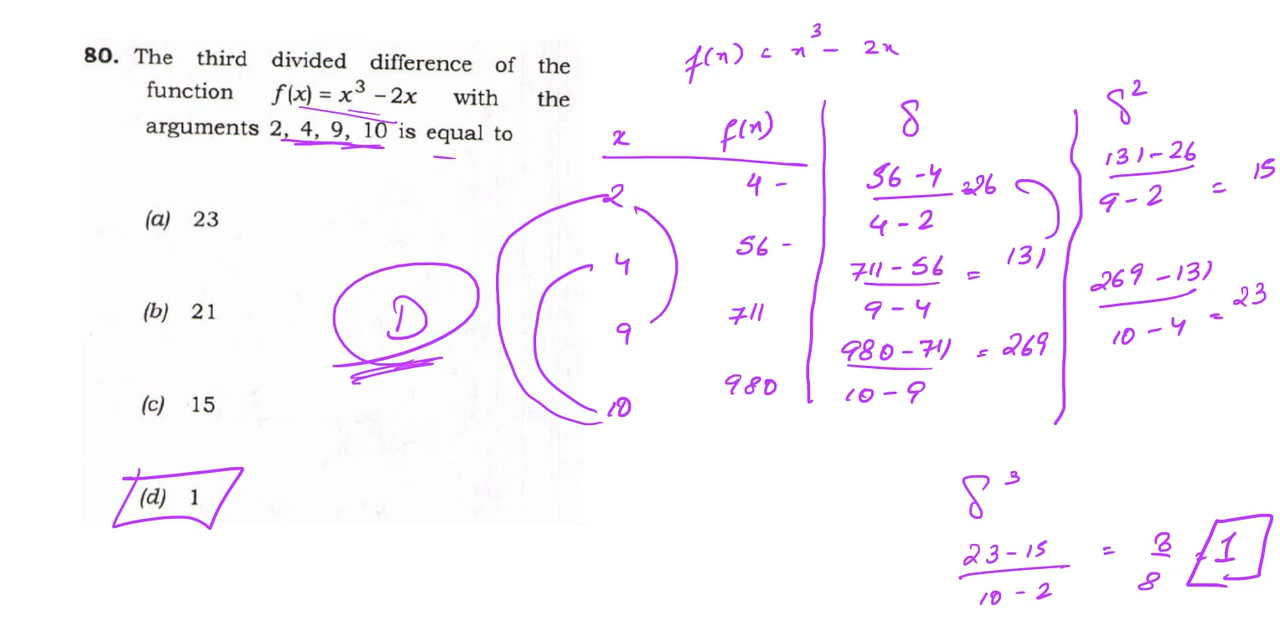 80. The third divided difference of the
function f(x) = x³ – 2x with the
arguments 2, 4, 9, 10 is equal to
(a) 23
(b) 21
(c) 15
(d) 1
D
f(x) = x³ – 2x
x f(x) δ δ²
2 4 - 56-4/4-2 = 26 131-26/9-2 = 15
4 56 - 711-56/9-4 = 131 269-131/10-4 = 23
9 711 980-711/10-9 = 269
10 980
δ³
23-15/10-2 = 8/8 = 1